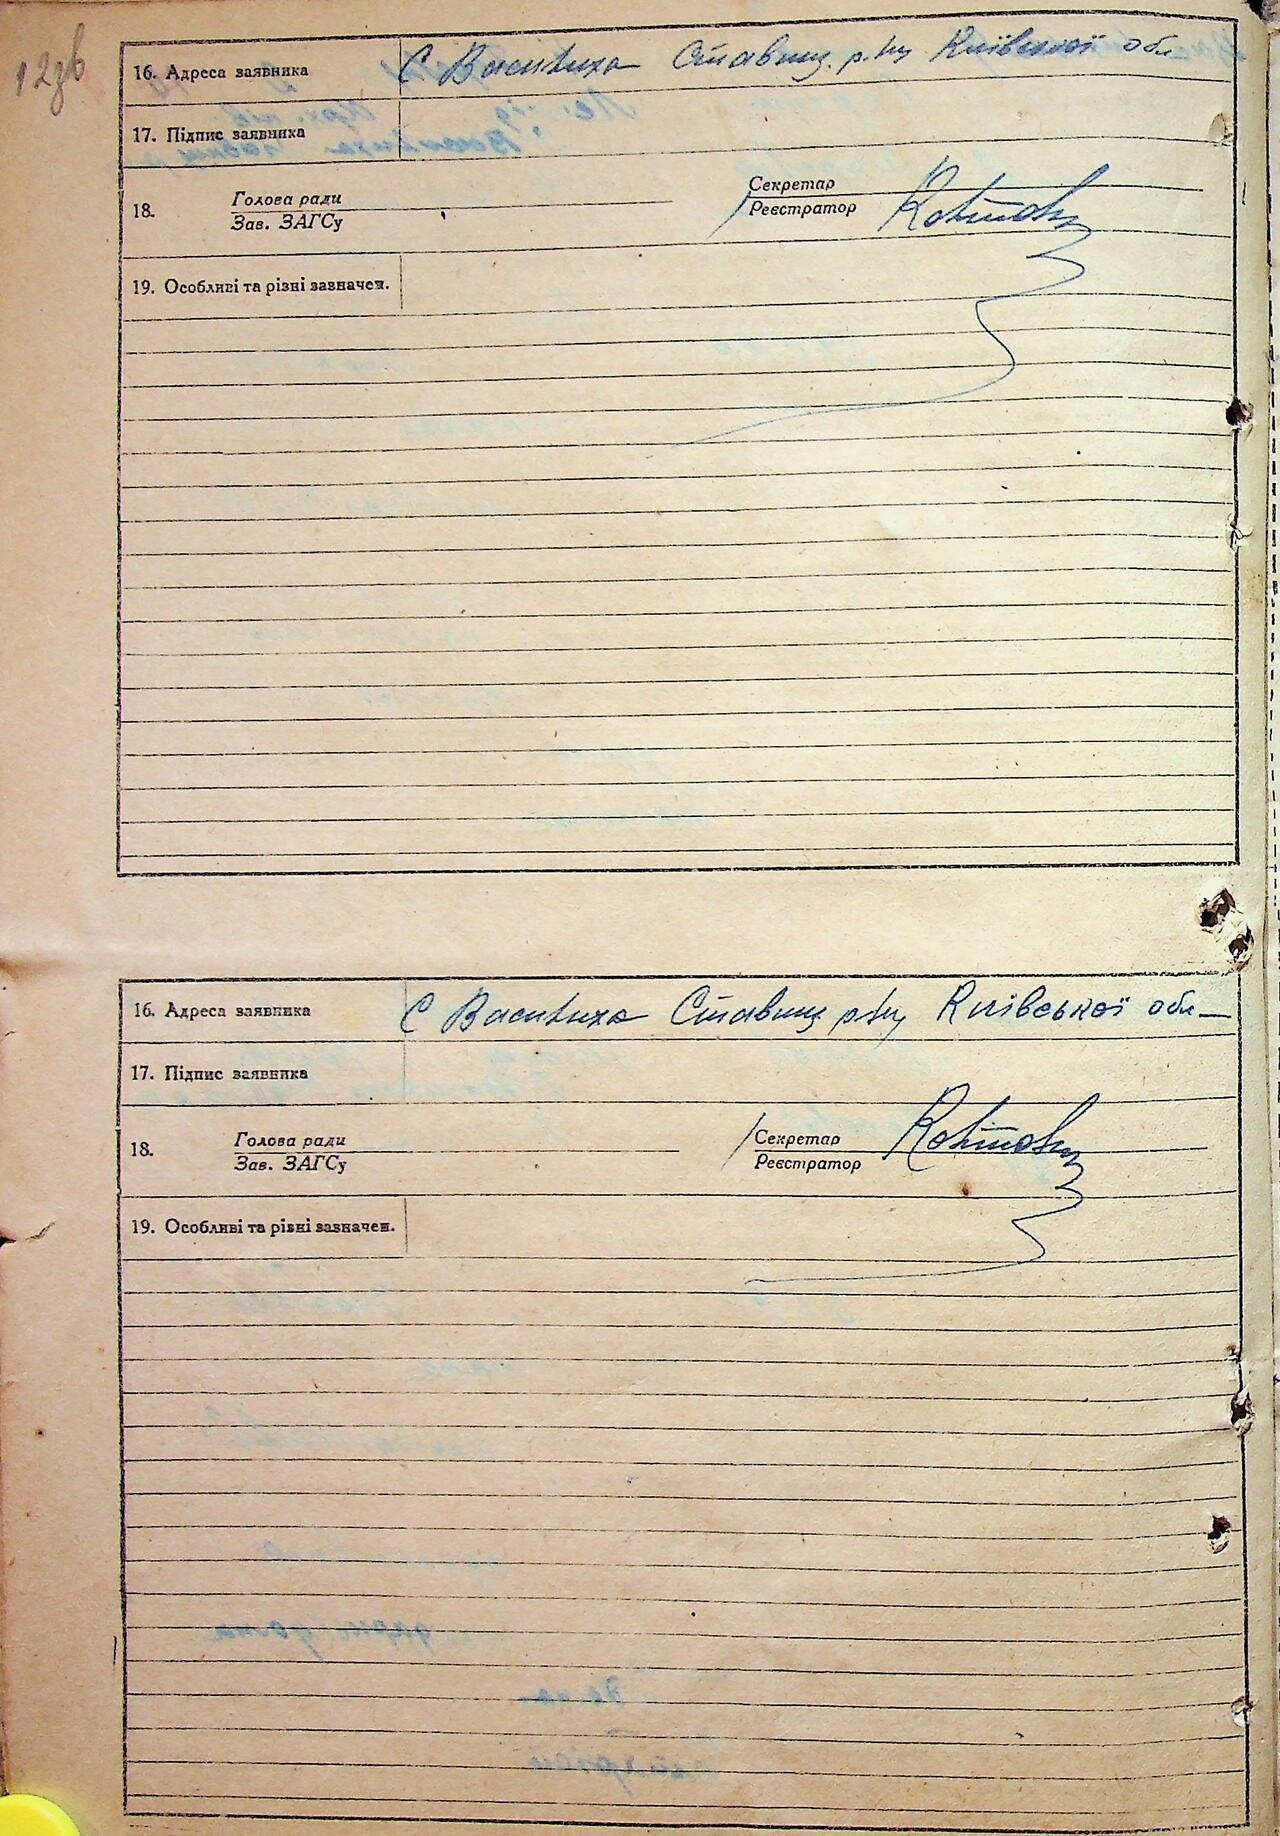 12зв
16. Адреса заявника С Василиха Ставищ. р-ну Київської обл
17. Підпис заявника
18. Голова ради Секретар
Зав. ЗАГСу Реєстратор
19. Особливі та різні зазначен.
16. Адреса заявника С Василиха Ставищ р-ну Київської обл
17. Підпис заявника
18. Голова ради Секретар
Зав. ЗАГСу Реєстратор
19. Особливі та різні зазначен.